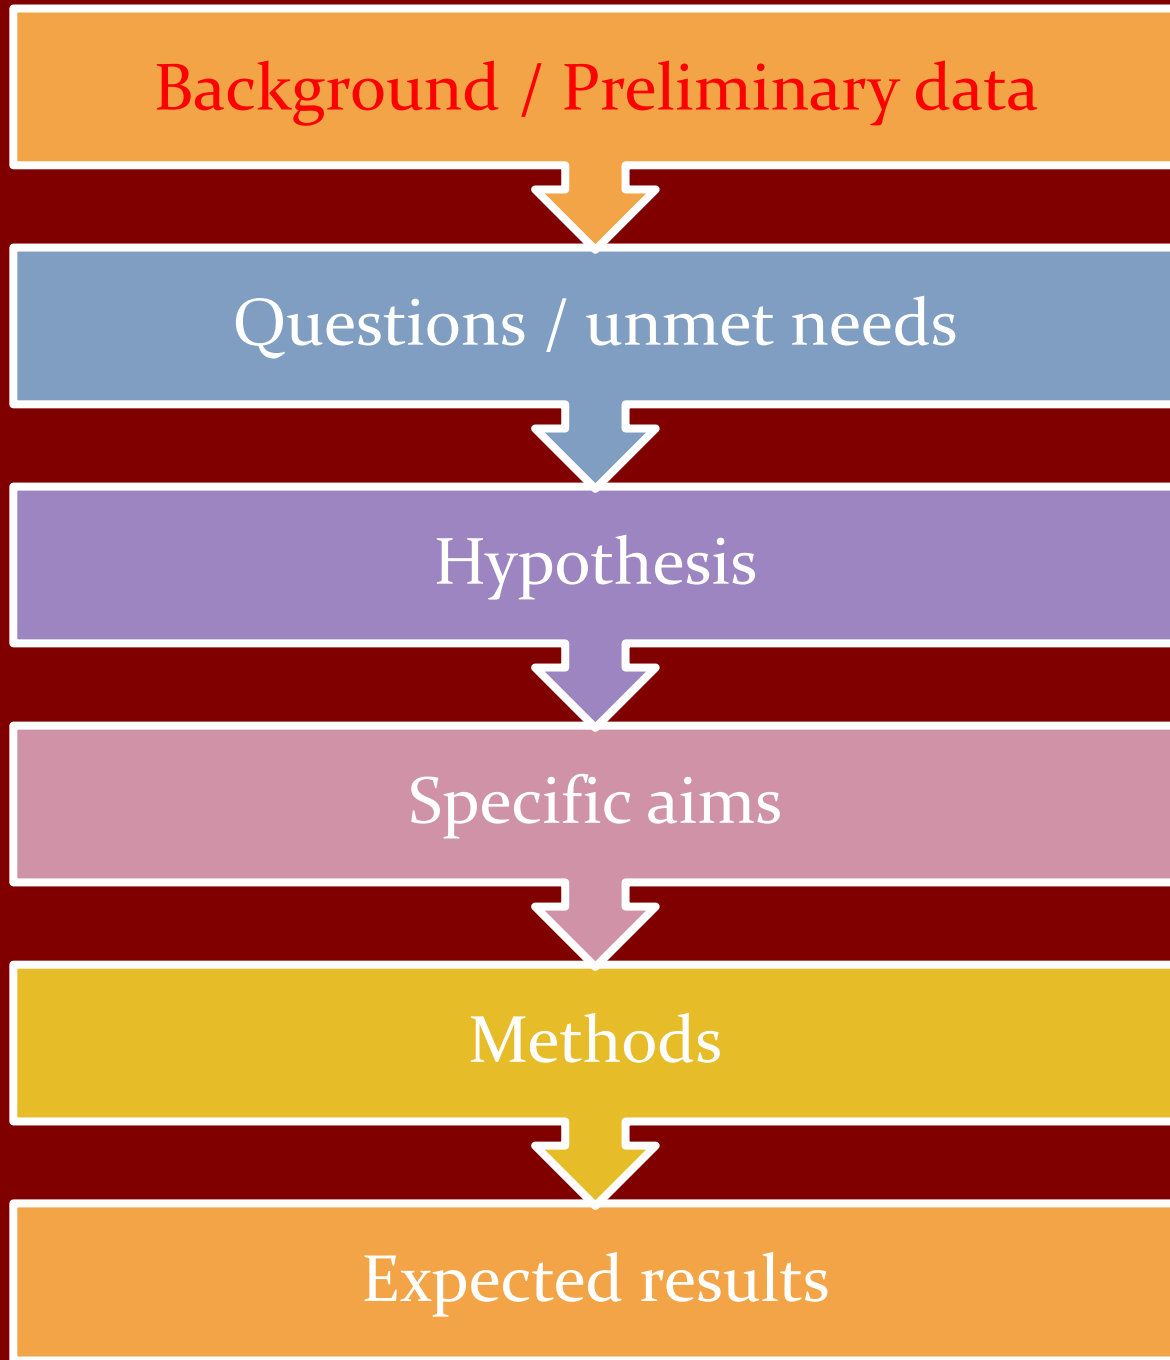 Background / Preliminary data
Questions / unmet needs
Hypothesis
Specific aims
Methods
Expected results